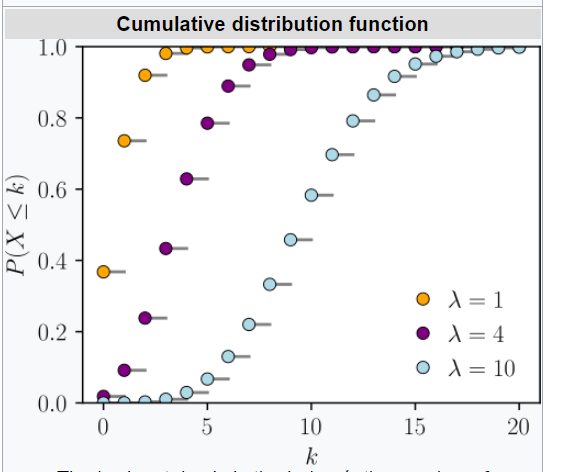 Cumulative distribution function
1.0
0.8
0.6
0.4
0.2
0.0
P(X ≤ k)
λ = 1
λ = 4
λ = 10
0 5 10 15 20
k